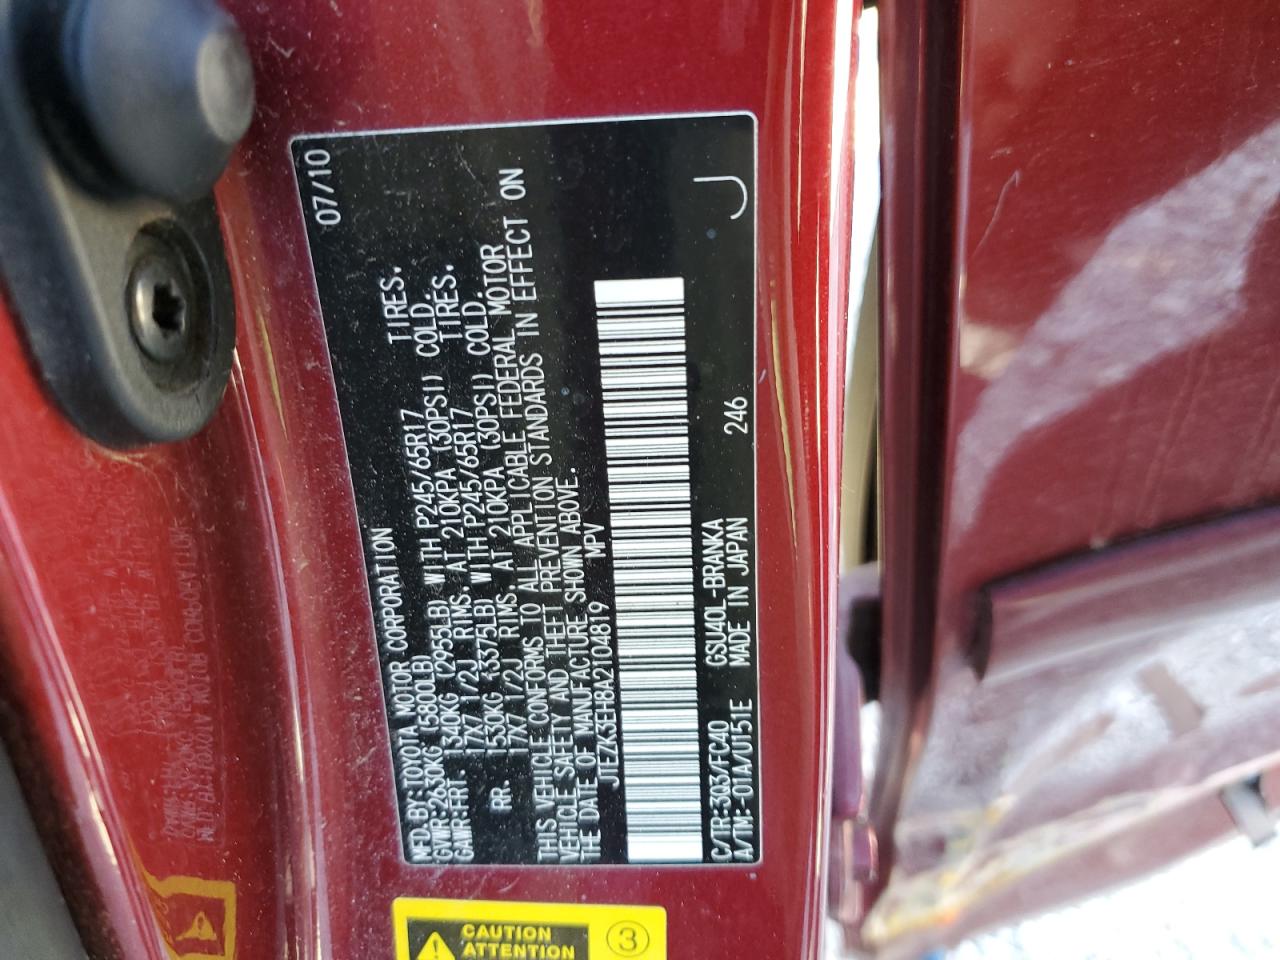 MFD.BY:TOYOTA MOTOR CORPORATION 07/10
GVWR:2630KG (5800LB)
GAWR:FRT 1340KG (2955LB) WITH P245/65R17 TIRES.
17X7 1/2J RIMS. AT 210KPA (30PSI) COLD.
RR. 1530KG (3375LB) WITH P245/65R17 TIRES.
17X7 1/2J RIMS. AT 210KPA (30PSI) COLD.
THIS VEHICLE CONFORMS TO ALL APPLICABLE FEDERAL MOTOR
VEHICLE SAFETY AND THEFT PREVENTION STANDARDS IN EFFECT ON
THE DATE OF MANUFACTURE SHOWN ABOVE.
JTEZK3EH8A2104819 MPV
C/TR:3Q3/FC40 GSU40L-BRANKA 246 J
A/TM:-01A/U151E MADE IN JAPAN
CAUTION
ATTENTION
3